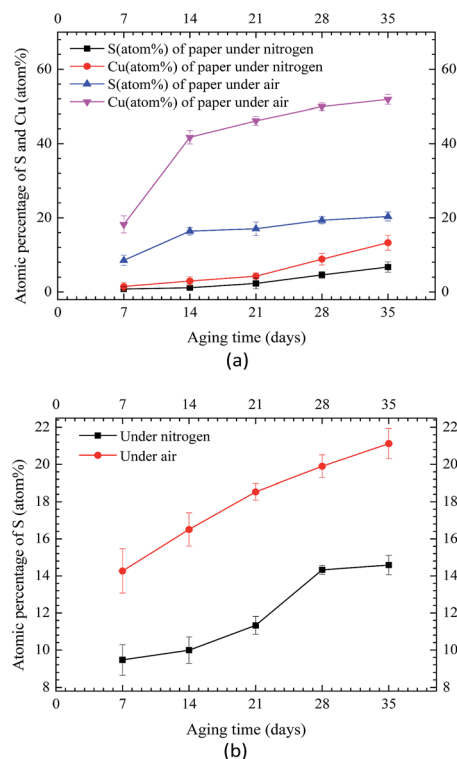 0 7 14 21 28 35
S(atom%) of paper under nitrogen
Cu(atom%) of paper under nitrogen
S(atom%) of paper under air
Cu(atom%) of paper under air
Atomic percentage of S and Cu (atom%)
60 60
40 40
20 20
0 0
0 7 14 21 28 35
Aging time (days)
(a)
0 7 14 21 28 35
Under nitrogen
Under air
Atomic percentage of S (atom%)
22 22
20 20
18 18
16 16
14 14
12 12
10 10
8 8
0 7 14 21 28 35
Aging time (days)
(b)